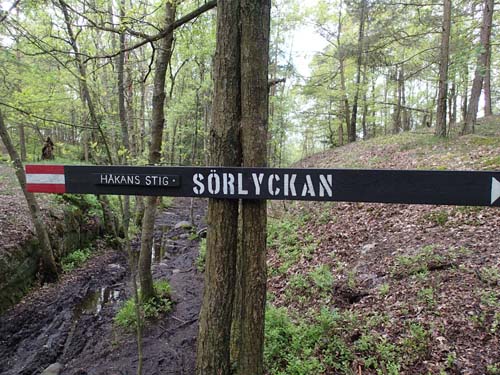 HÅKANS STIG · SÖRLYCKAN